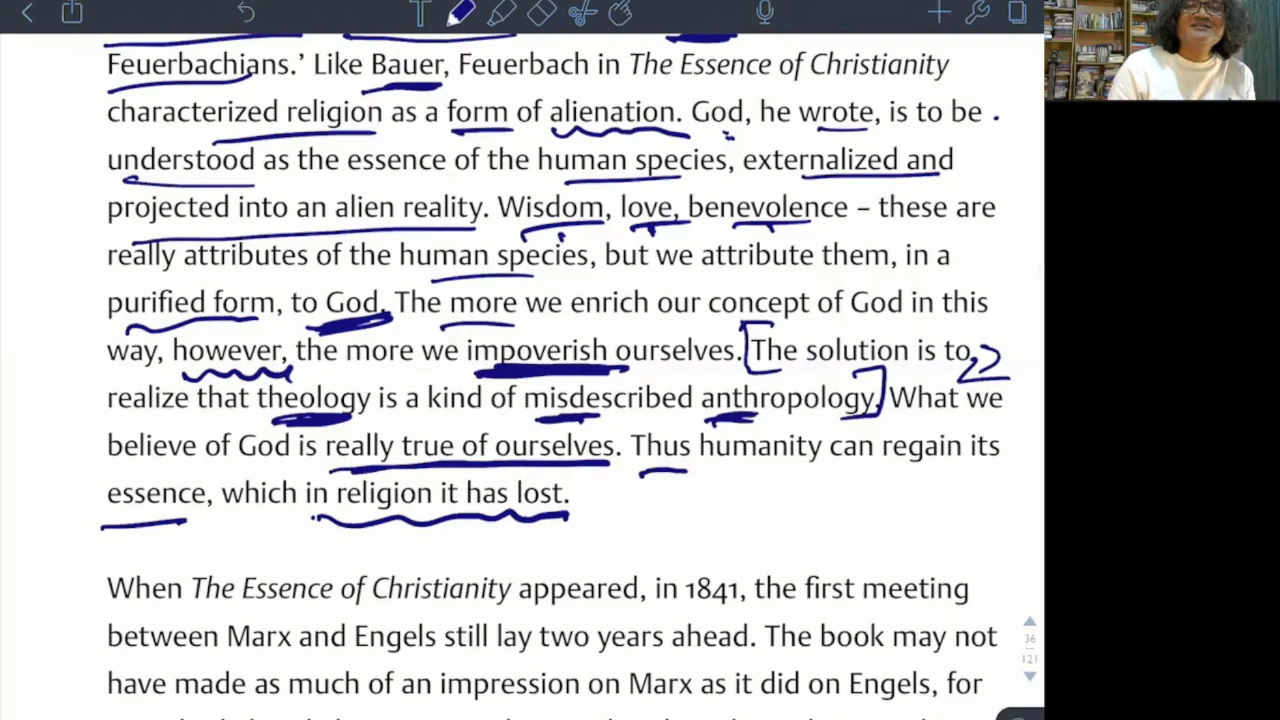 T
Feuerbachians.’ Like Bauer, Feuerbach in The Essence of Christianity
characterized religion as a form of alienation. God, he wrote, is to be
understood as the essence of the human species, externalized and
projected into an alien reality. Wisdom, love, benevolence – these are
really attributes of the human species, but we attribute them, in a
purified form, to God. The more we enrich our concept of God in this
way, however, the more we impoverish ourselves. The solution is to
realize that theology is a kind of misdescribed anthropology. What we
believe of God is really true of ourselves. Thus humanity can regain its
essence, which in religion it has lost.
When The Essence of Christianity appeared, in 1841, the first meeting
between Marx and Engels still lay two years ahead. The book may not
have made as much of an impression on Marx as it did on Engels, for
36
121